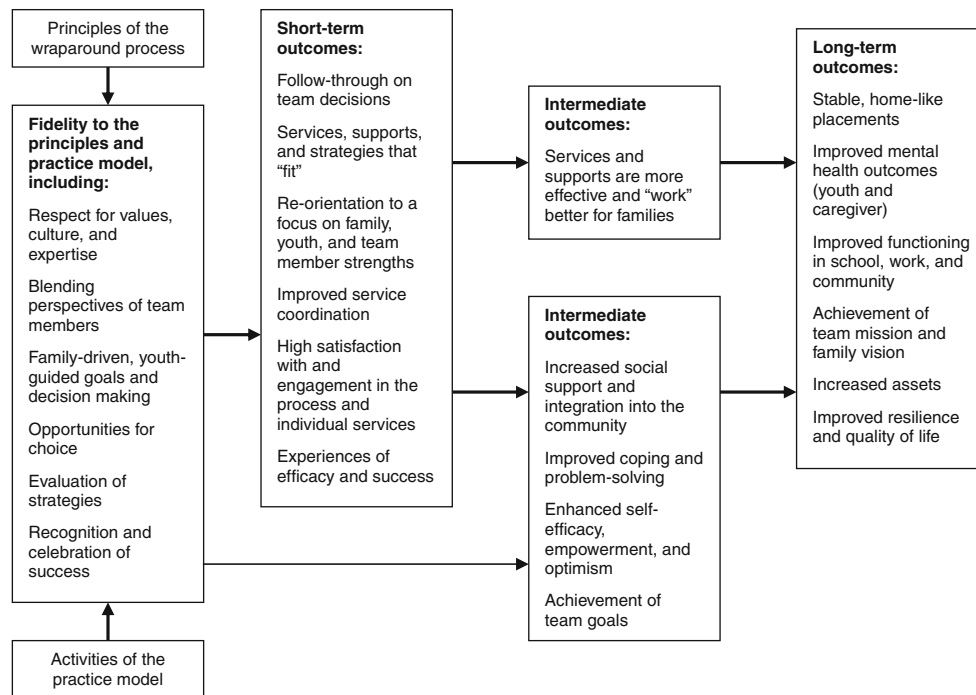 Principles of the
wraparound process
Fidelity to the
principles and
practice model,
including:
Respect for values,
culture, and
expertise
Blending
perspectives of team
members
Family-driven, youth-
guided goals and
decision making
Opportunities for
choice
Evaluation of
strategies
Recognition and
celebration of
success
Activities of the
practice model
Short-term
outcomes:
Follow-through on
team decisions
Services, supports,
and strategies that
“fit”
Re-orientation to a
focus on family,
youth, and team
member strengths
Improved service
coordination
High satisfaction
with and
engagement in the
process and
individual services
Experiences of
efficacy and success
Intermediate
outcomes:
Services and
supports are more
effective and “work”
better for families
Intermediate
outcomes:
Increased social
support and
integration into the
community
Improved coping and
problem-solving
Enhanced self-
efficacy,
empowerment, and
optimism
Achievement of
team goals
Long-term
outcomes:
Stable, home-like
placements
Improved mental
health outcomes
(youth and
caregiver)
Improved functioning
in school, work, and
community
Achievement of
team mission and
family vision
Increased assets
Improved resilience
and quality of life